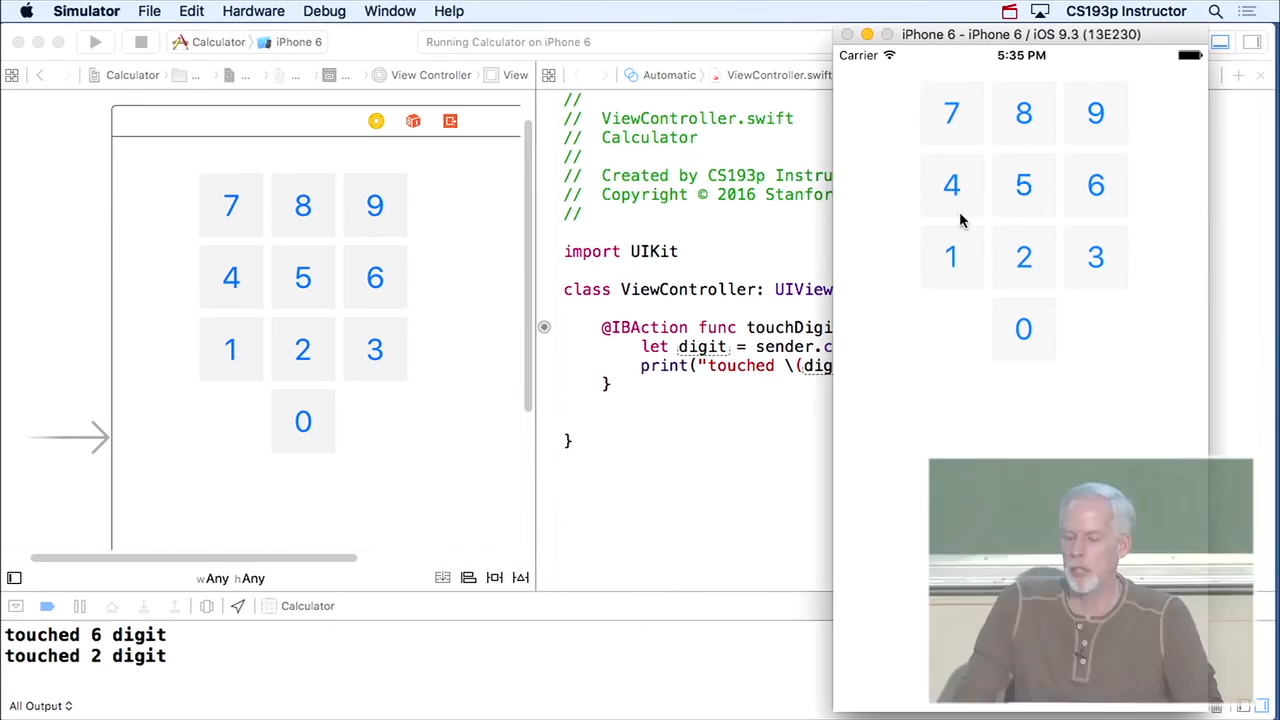 Simulator File Edit Hardware Debug Window Help CS193p Instructor
Calculator iPhone 6 Running Calculator on iPhone 6
iPhone 6 - iPhone 6 / iOS 9.3 (13E230)
Calculator ... ... ... View Controller View
Automatic ViewController.swift
Carrier 5:35 PM
7 8 9
4 5 6
1 2 3
0
wAny hAny
//
// ViewController.swift
// Calculator
//
// Created by CS193p Instru
// Copyright © 2016 Stanfor
//
import UIKit
class ViewController: UIView
@IBAction func touchDigi
let digit = sender.c
print("touched \(dig
}
}
7 8 9
4 5 6
1 2 3
0
Calculator
touched 6 digit
touched 2 digit
All Output